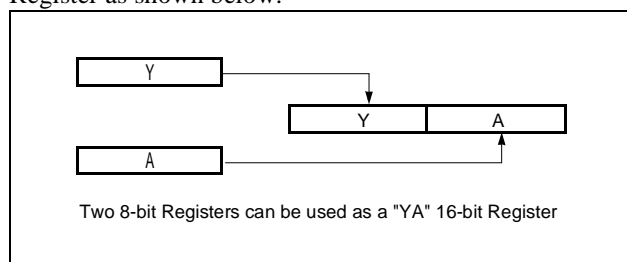 Register as shown below.
Y
Y A
A
Two 8-bit Registers can be used as a "YA" 16-bit Register